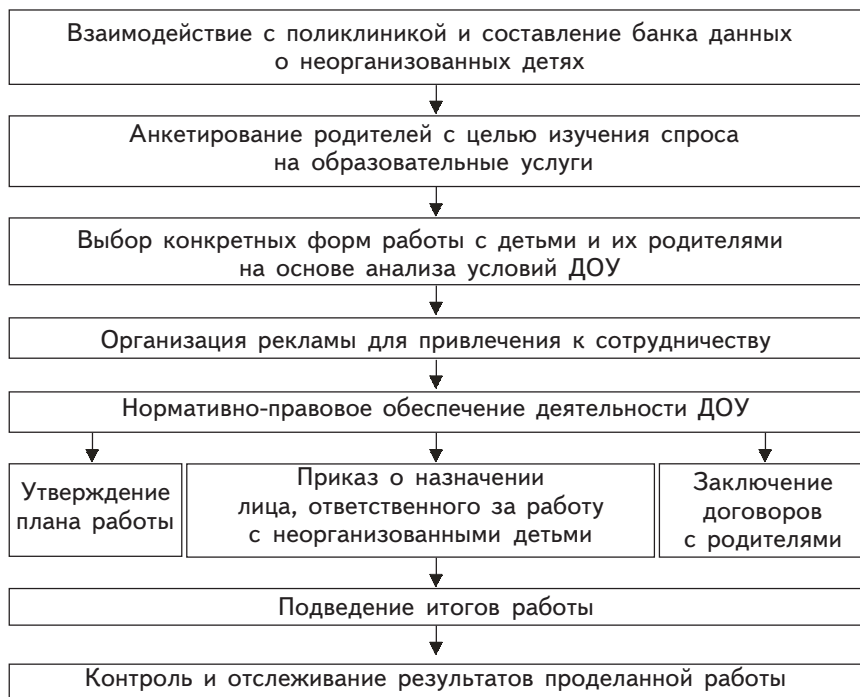 Взаимодействие с поликлиникой и составление банка данных
о неорганизованных детях
Анкетирование родителей с целью изучения спроса
на образовательные услуги
Выбор конкретных форм работы с детьми и их родителями
на основе анализа условий ДОУ
Организация рекламы для привлечения к сотрудничеству
Нормативно-правовое обеспечение деятельности ДОУ
Утверждение
плана работы
Приказ о назначении
лица, ответственного за работу
с неорганизованными детьми
Заключение
договоров
с родителями
Подведение итогов работы
Контроль и отслеживание результатов проделанной работы